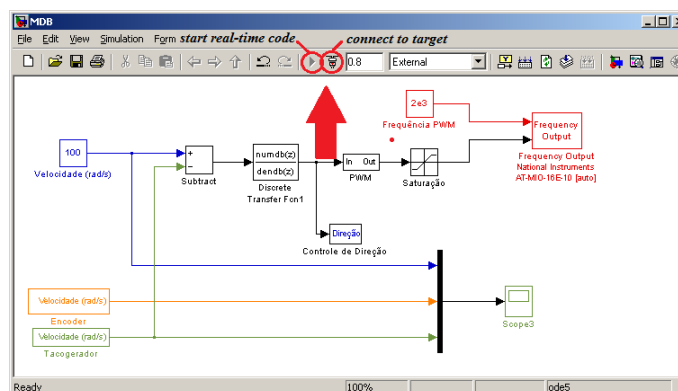 MDB
File Edit View Simulation Form start real-time code connect to target
0.8 External
2e3
Frequência PWM
Frequency
Output
Frequency Output
National Instruments
AT-MIO-16E-10 [auto]
100
Velocidade (rad/s)
+
−
Subtract
numdb(z)
dendb(z)
Discrete
Transfer Fcn1
In Out
PWM
Saturação
Direção
Controle de Direção
Velocidade (rad/s)
Encoder
Velocidade (rad/s)
Tacogerador
Scope3
Ready 100% ode5